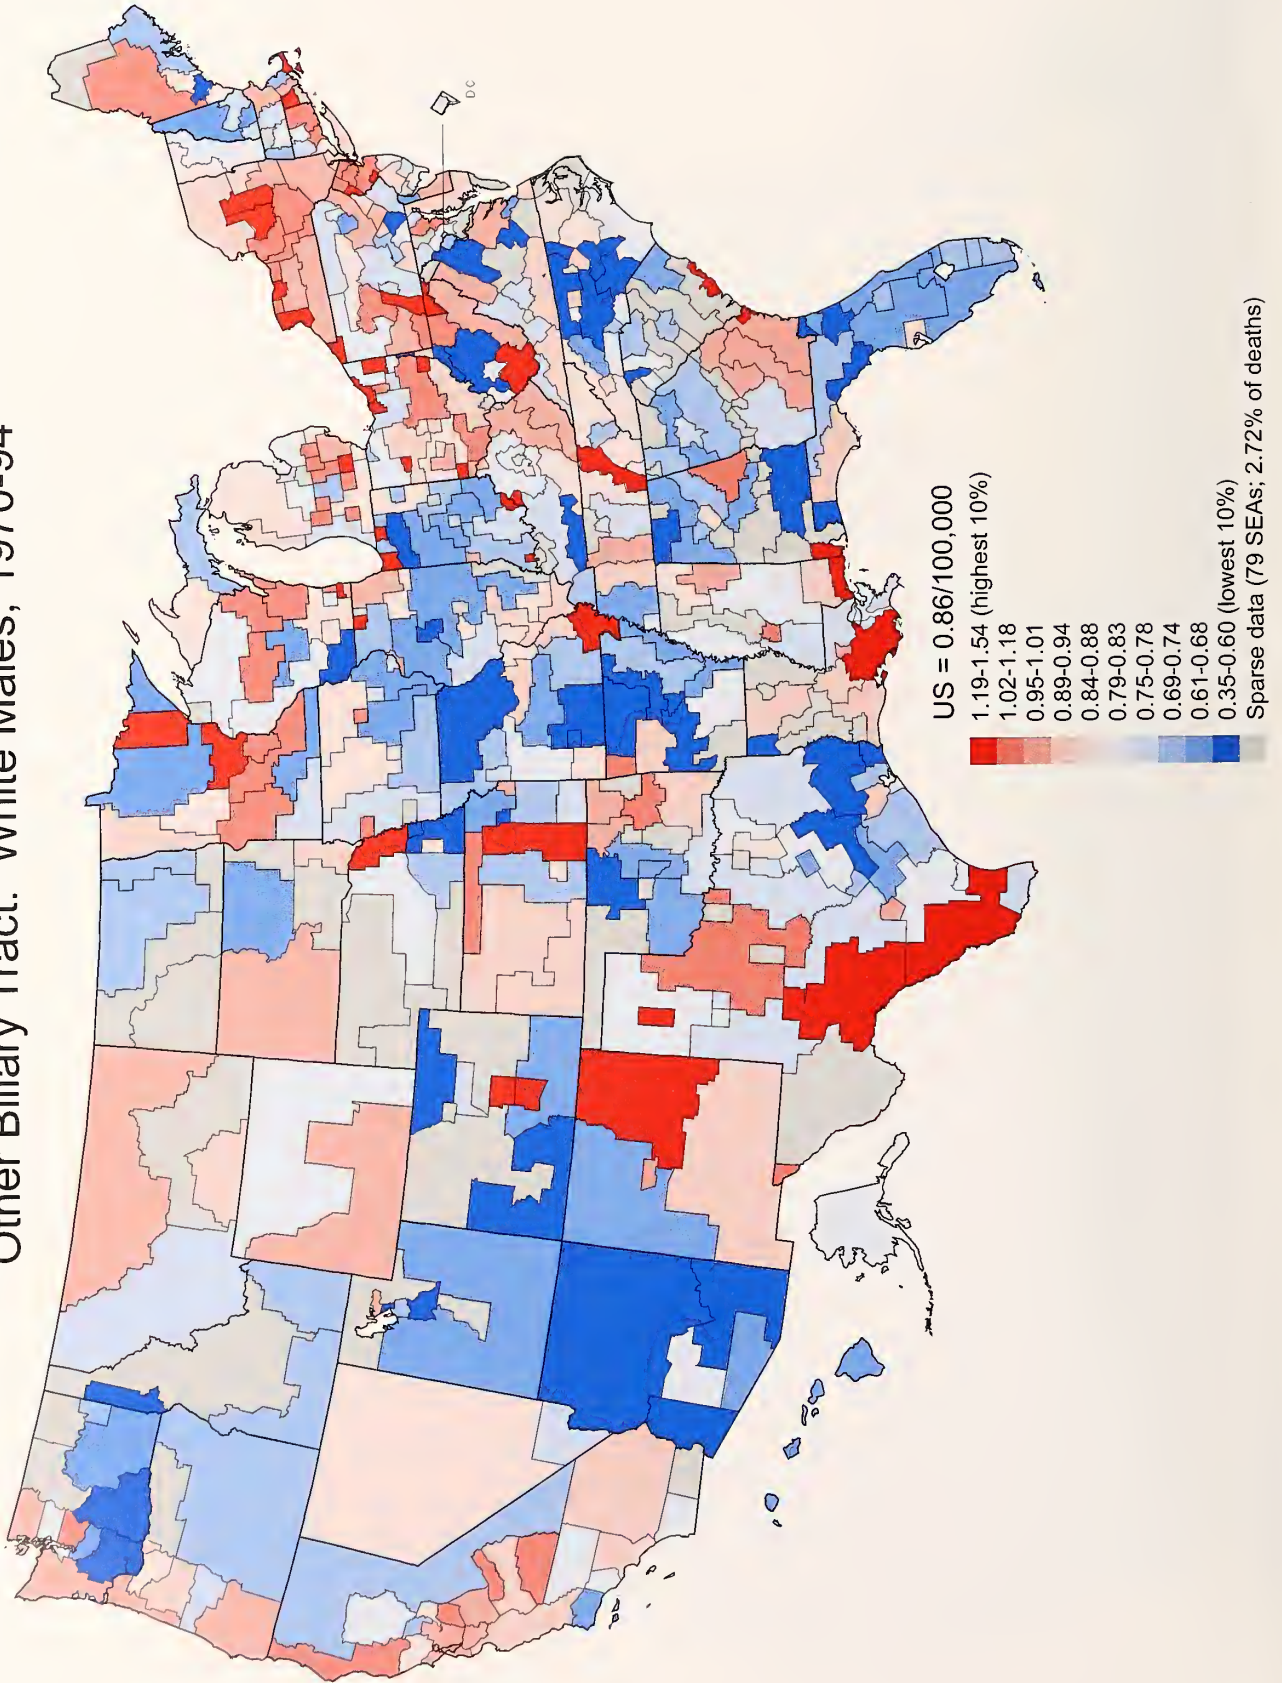 Other Biliary Tract: White Males, 1970-94
DC
US = 0.86/100,000
1.19-1.54 (highest 10%)
1.02-1.18
0.95-1.01
0.89-0.94
0.84-0.88
0.79-0.83
0.75-0.78
0.69-0.74
0.61-0.68
0.35-0.60 (lowest 10%)
Sparse data (79 SEAs; 2.72% of deaths)